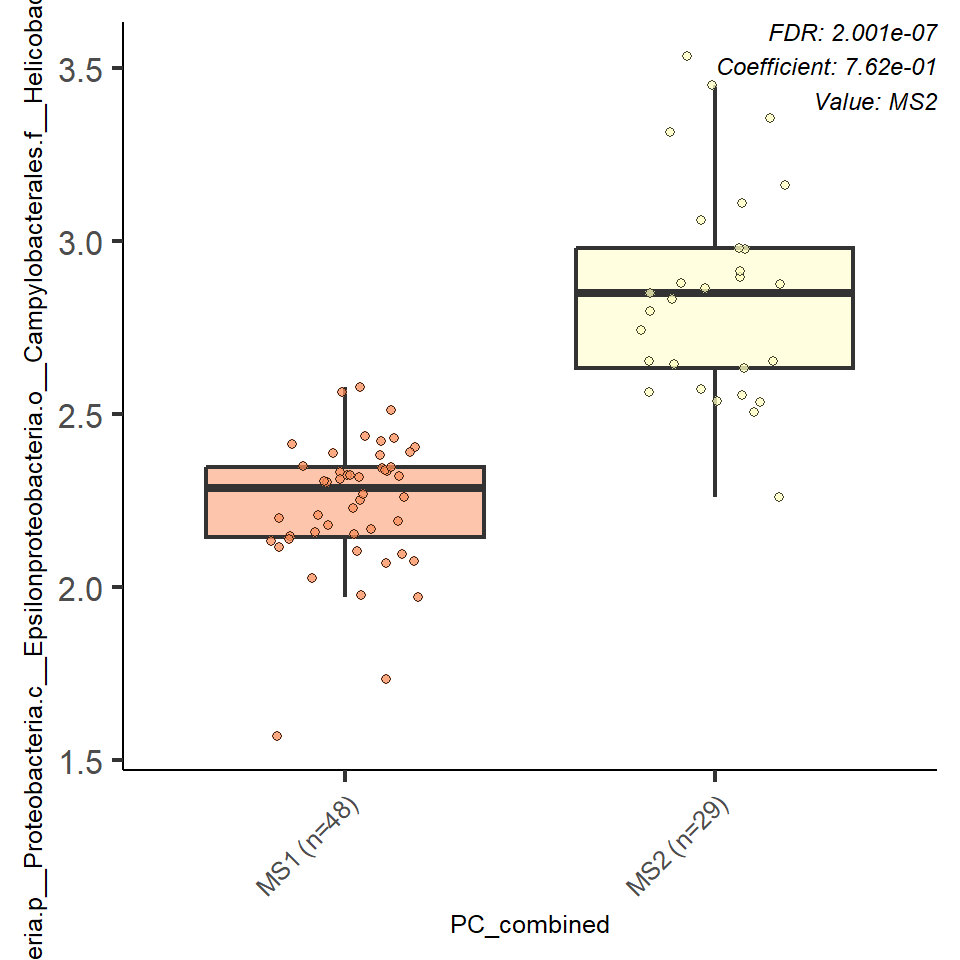 FDR: 2.001e-07
Coefficient: 7.62e-01
Value: MS2
eria.p__Proteobacteria.c__Epsilonproteobacteria.o__Campylobacterales.f__Helicobac
3.5
3.0
2.5
2.0
1.5
MS1 (n=48)
MS2 (n=29)
PC_combined